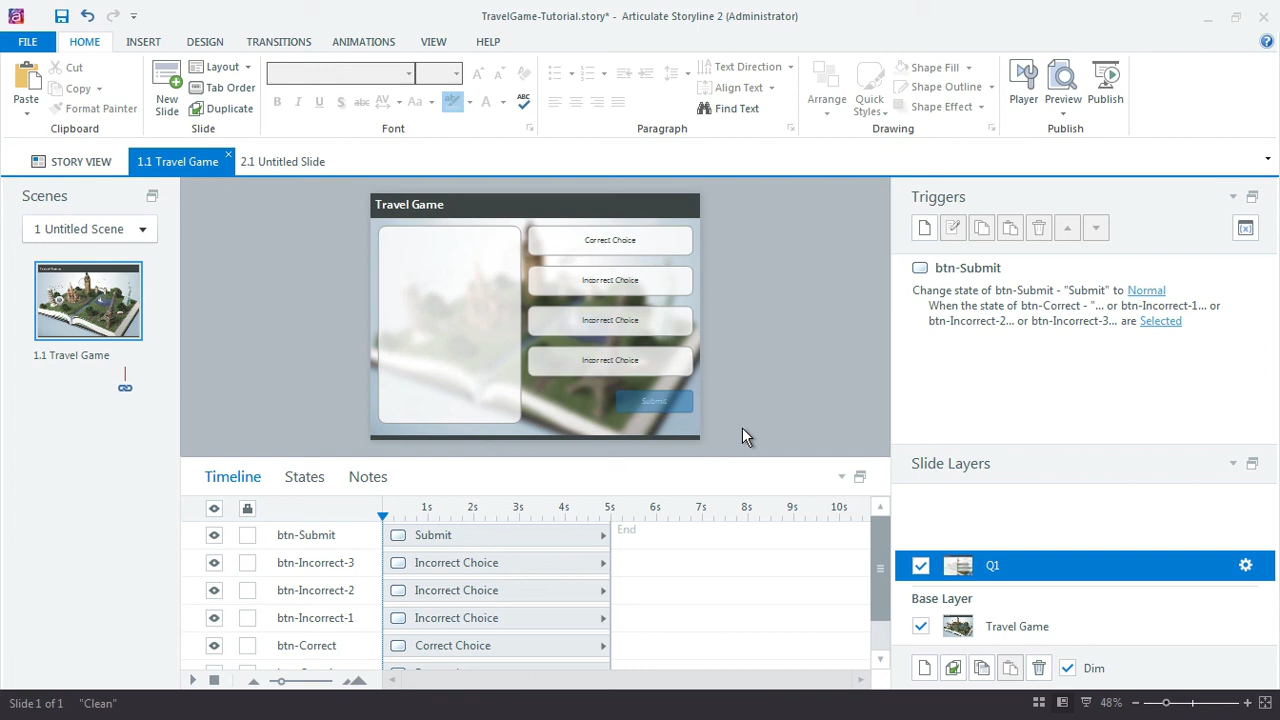 TravelGame-Tutorial.story* - Articulate Storyline 2 (Administrator)
FILE HOME INSERT DESIGN TRANSITIONS ANIMATIONS VIEW HELP
Paste
Cut
Copy
Format Painter
Clipboard
New Slide
Layout
Tab Order
Duplicate
Slide
B I U S abc AV Aa A ABC
Font
Text Direction
Align Text
Find Text
Paragraph
Arrange
Quick Styles
Shape Fill
Shape Outline
Shape Effect
Drawing
Player
Preview
Publish
Publish
STORY VIEW
1.1 Travel Game
2.1 Untitled Slide
Scenes
1 Untitled Scene
1.1 Travel Game
Travel Game
Correct Choice
Incorrect Choice
Incorrect Choice
Incorrect Choice
Submit
Timeline States Notes
1s 2s 3s 4s 5s 6s 7s 8s 9s 10s
End
btn-Submit Submit
btn-Incorrect-3 Incorrect Choice
btn-Incorrect-2 Incorrect Choice
btn-Incorrect-1 Incorrect Choice
btn-Correct Correct Choice
Triggers
btn-Submit
Change state of btn-Submit - "Submit" to Normal
When the state of btn-Correct - "... or btn-Incorrect-1... or
btn-Incorrect-2... or btn-Incorrect-3... are Selected
Slide Layers
Q1
Base Layer
Travel Game
Dim
Slide 1 of 1 "Clean" 48%